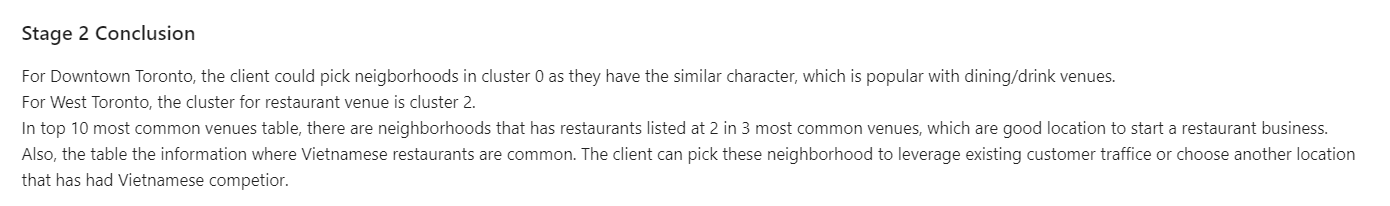 Stage 2 Conclusion
For Downtown Toronto, the client could pick neigborhoods in cluster 0 as they have the similar character, which is popular with dining/drink venues.
For West Toronto, the cluster for restaurant venue is cluster 2.
In top 10 most common venues table, there are neighborhoods that has restaurants listed at 2 in 3 most common venues, which are good location to start a restaurant business.
Also, the table the information where Vietnamese restaurants are common. The client can pick these neighborhood to leverage existing customer traffice or choose another location
that has had Vietnamese competior.